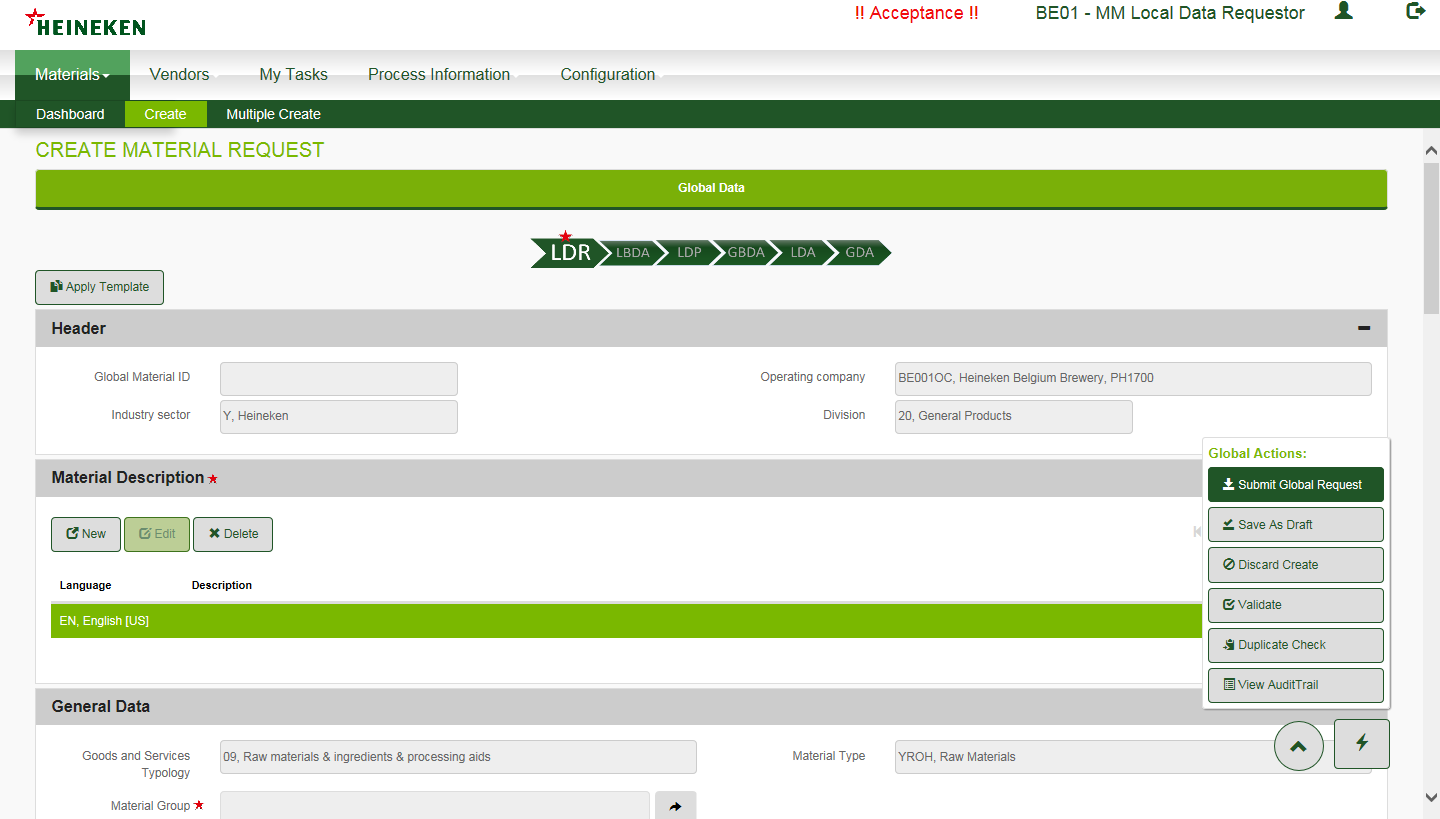 HEINEKEN
!! Acceptance !!
BE01 - MM Local Data Requestor
Materials
Vendors
My Tasks
Process Information
Configuration
Dashboard
Create
Multiple Create
CREATE MATERIAL REQUEST
Global Data
LDR
LBDA
LDP
GBDA
LDA
GDA
Apply Template
Header
Global Material ID
Operating company
BE001OC, Heineken Belgium Brewery, PH1700
Industry sector
Y, Heineken
Division
20, General Products
Global Actions:
Submit Global Request
Save As Draft
Discard Create
Validate
Duplicate Check
View AuditTrail
Material Description
New
Edit
Delete
Language
Description
EN, English [US]
General Data
Goods and Services
Typology
09, Raw materials & ingredients & processing aids
Material Type
YROH, Raw Materials
Material Group